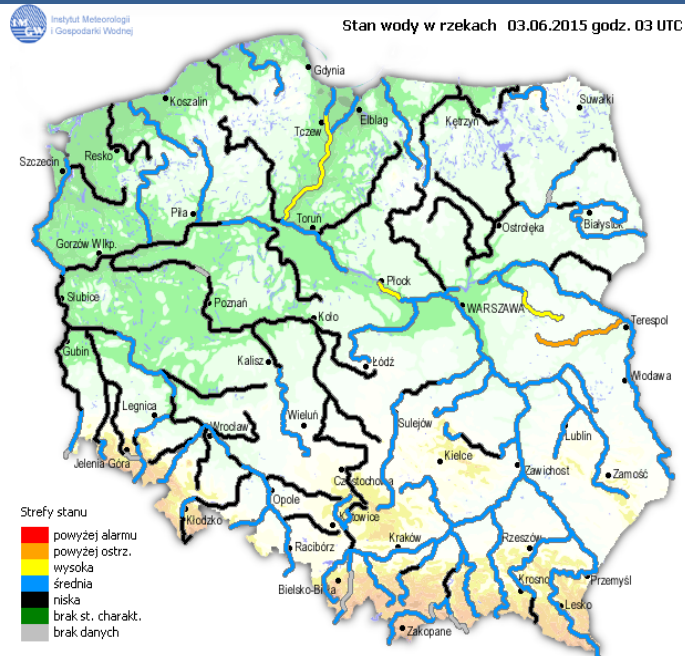 Instytut Meteorologii
i Gospodarki Wodnej
Stan wody w rzekach 03.06.2015 godz. 03 UTC
Gdynia
Koszalin
Suwałki
Tczew
Elbląg
Kętrzyn
Szczecin
Resko
Piła
Toruń
Ostrołęka
Białystok
Gorzów Wlkp.
Płock
Słubice
Poznań
Koło
WARSZAWA
Terespol
Gubin
Kalisz
Łódź
Włodawa
Legnica
Wieluń
Sulejów
Wrocław
Lublin
Jelenia-Góra
Kielce
Częstochowa
Zawichost
Zamość
Opole
Kłodzko
Katowice
Kraków
Rzeszów
Racibórz
Bielsko-Biała
Krosno
Przemyśl
Lesko
Zakopane
Strefy stanu
powyżej alarmu
powyżej ostrz.
wysoka
średnia
niska
brak st. charakt.
brak danych